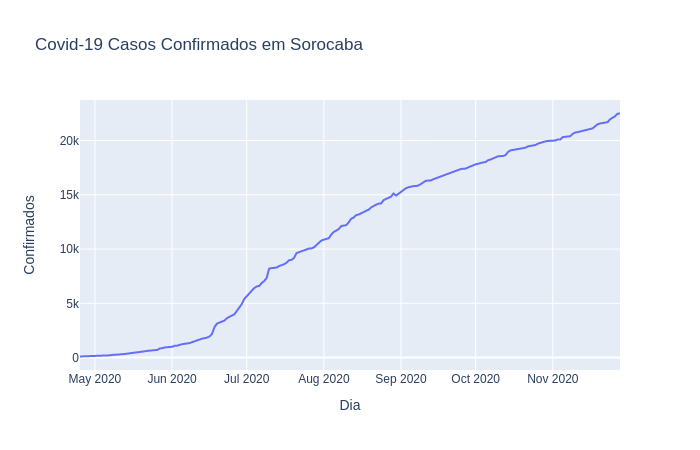 Covid-19 Casos Confirmados em Sorocaba
20k
15k
10k
5k
0
Confirmados
May 2020 Jun 2020 Jul 2020 Aug 2020 Sep 2020 Oct 2020 Nov 2020
Dia